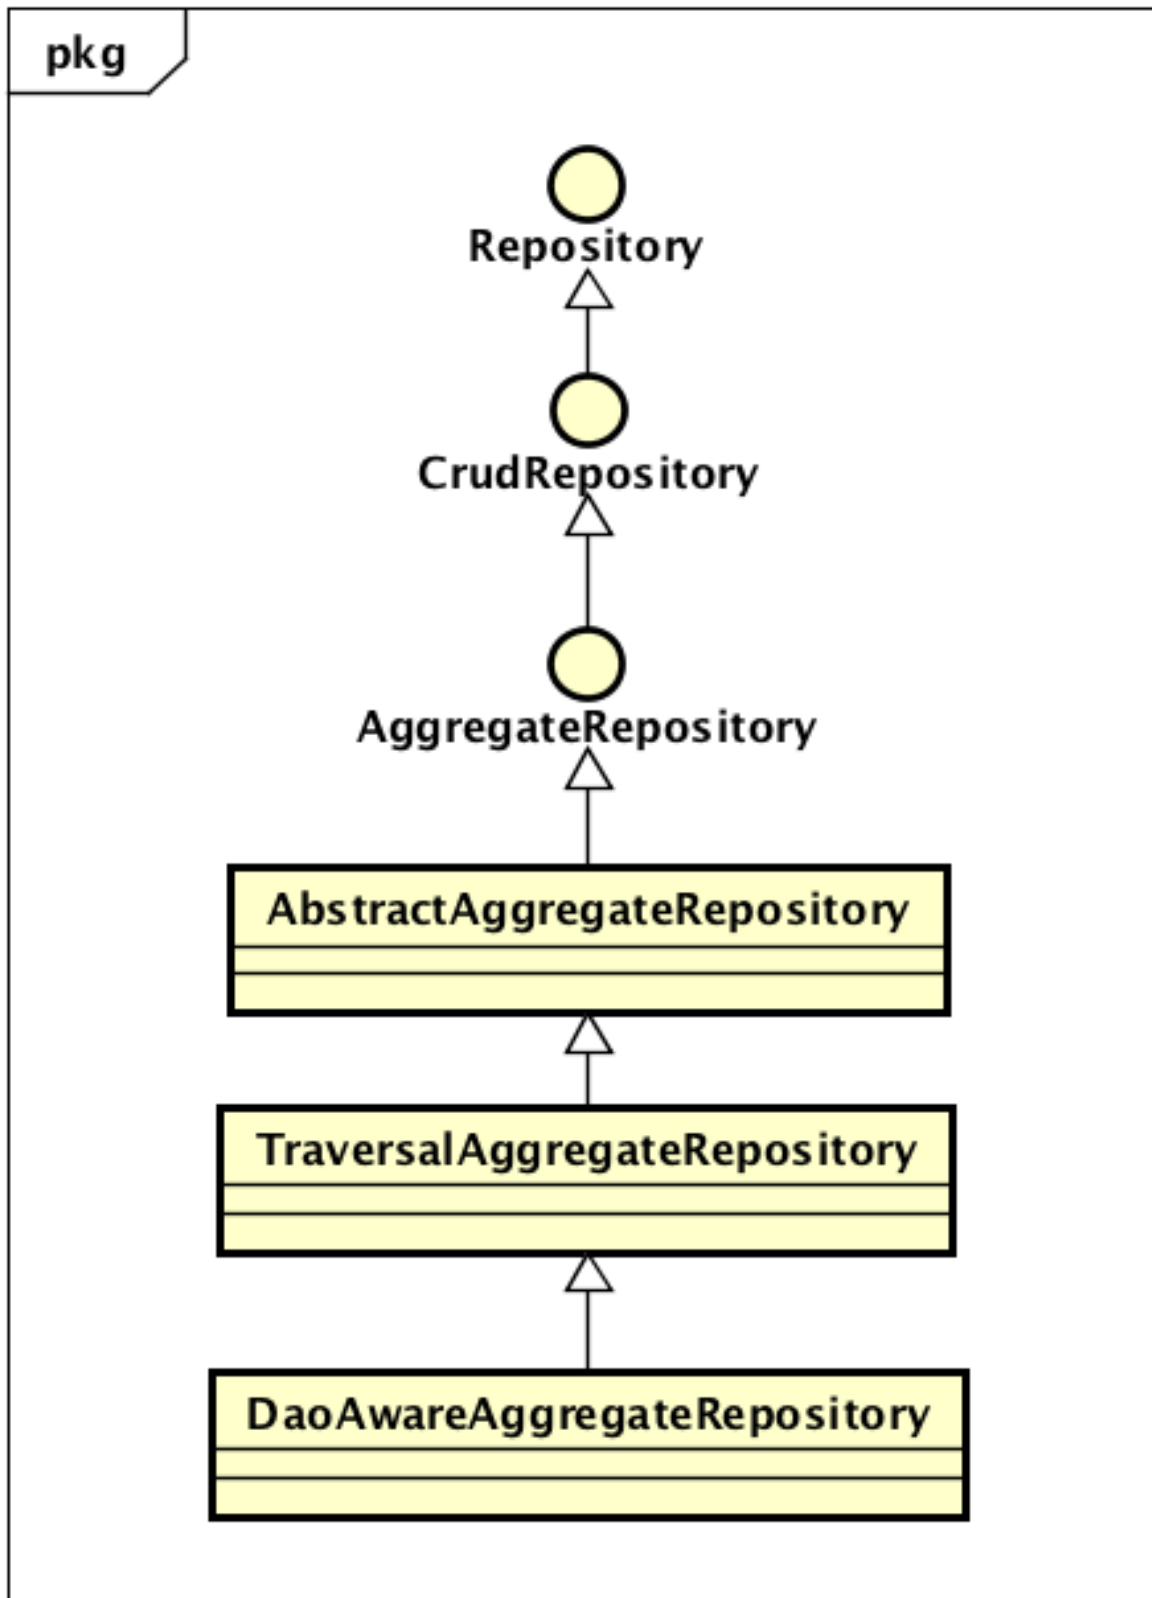 pkg
Repository
CrudRepository
AggregateRepository
AbstractAggregateRepository
TraversalAggregateRepository
DaoAwareAggregateRepository